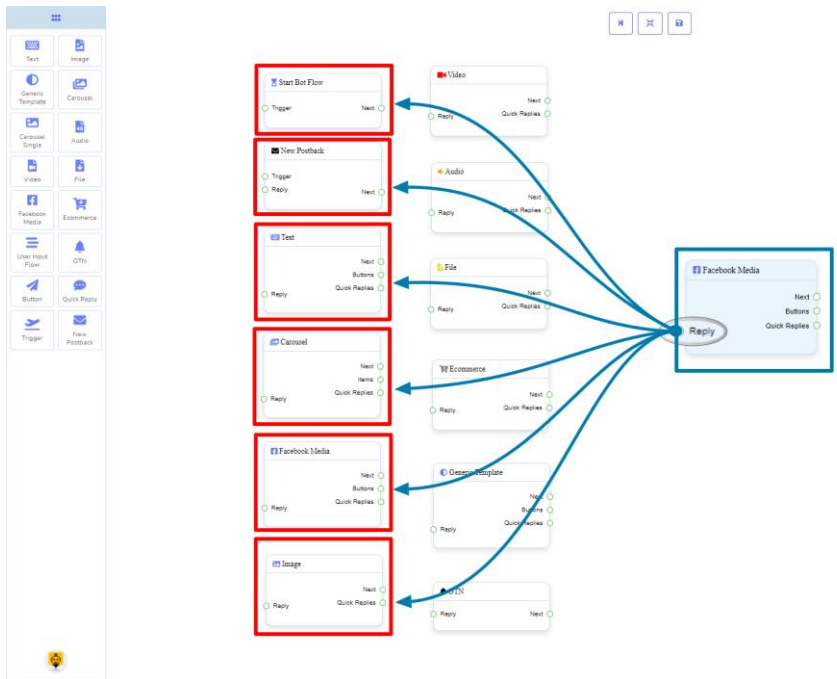 Text
Image
Generic
Template
Carousel
Carousel
Single
Audio
Video
File
Facebook
Media
Ecommerce
User Input
Flow
OTN
Button
Quick Reply
Trigger
New
Postback
Start Bot Flow
Trigger
Next
New Postback
Trigger
Reply
Next
Text
Next
Buttons
Quick Replies
Reply
Carousel
Next
Items
Quick Replies
Reply
Facebook Media
Next
Buttons
Quick Replies
Reply
Image
Next
Quick Replies
Reply
Video
Next
Quick Replies
Reply
Audio
Next
Quick Replies
Reply
File
Next
Quick Replies
Reply
Ecommerce
Next
Quick Replies
Reply
Generic Template
Next
Buttons
Quick Replies
Reply
OTN
Reply
Next
Facebook Media
Next
Buttons
Quick Replies
Reply